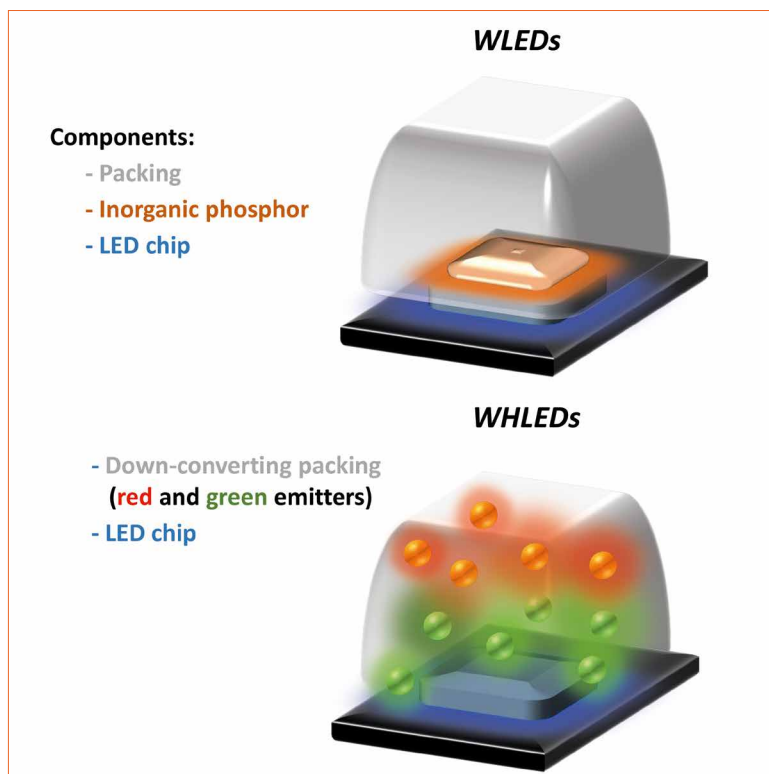 WLEDs
Components:
- Packing
- Inorganic phosphor
- LED chip
WHLEDs
- Down-converting packing
(red and green emitters)
- LED chip